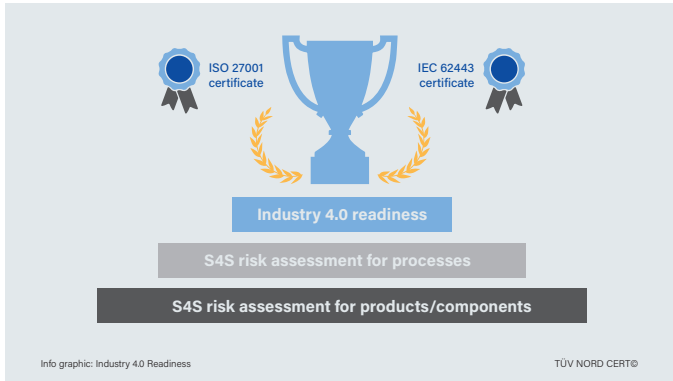 ISO 27001
certificate
IEC 62443
certificate
Industry 4.0 readiness
S4S risk assessment for processes
S4S risk assessment for products/components
Info graphic: Industry 4.0 Readiness
TÜV NORD CERT©